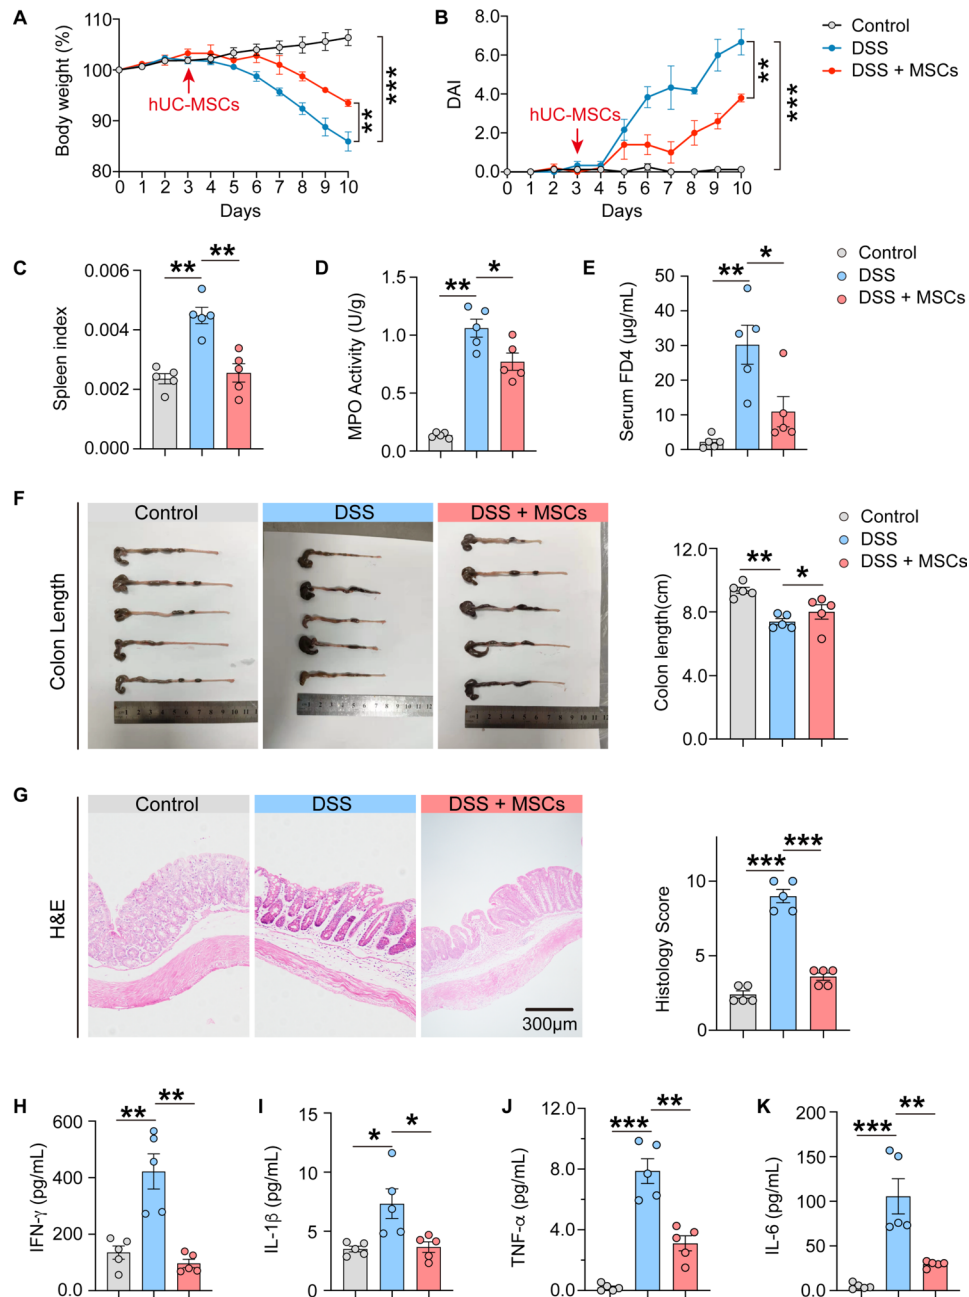 A
Body weight (%)
110
100
90
80
hUC-MSCs
***
**
0 1 2 3 4 5 6 7 8 9 10
Days
B
DAI
8.0
6.0
4.0
2.0
0.0
hUC-MSCs
**
***
0 1 2 3 4 5 6 7 8 9 10
Days
Control
DSS
DSS + MSCs
C
Spleen index
0.006
0.004
0.002
0.000
** **
D
MPO Activity (U/g)
1.5
1.0
0.5
0.0
** *
E
Serum FD4 (μg/mL)
50
40
30
20
10
0
** *
Control
DSS
DSS + MSCs
F
Colon Length
Control
DSS
DSS + MSCs
Colon length(cm)
12.0
8.0
4.0
0.0
** *
Control
DSS
DSS + MSCs
G
H&E
Control
DSS
DSS + MSCs
300μm
Histology Score
10
5
0
*** ***
H
IFN-γ (pg/mL)
600
400
200
0.0
** **
I
IL-1β (pg/mL)
15
10
5
0
* *
J
TNF-α (pg/mL)
12.0
8.0
4.0
0.0
*** **
K
IL-6 (pg/mL)
200
150
100
50
0
*** **